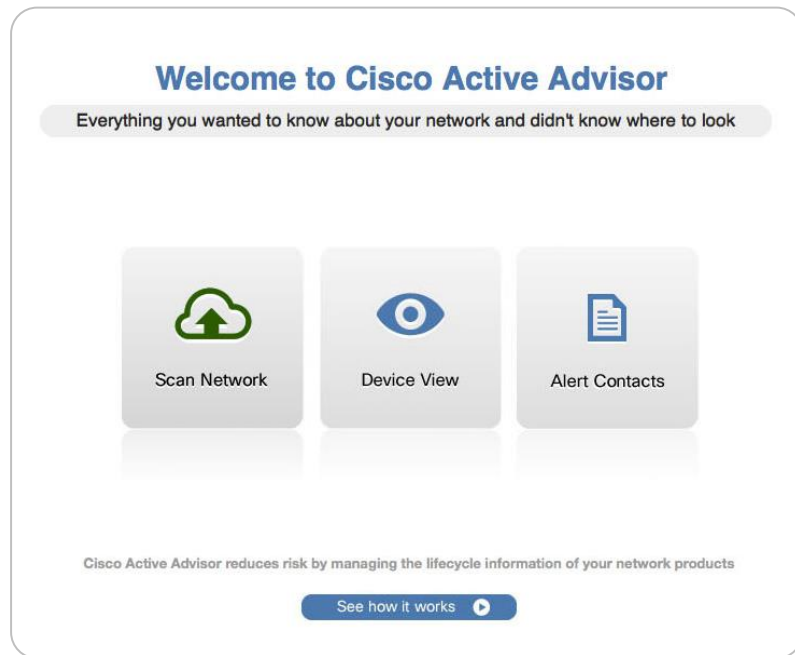 Welcome to Cisco Active Advisor
Everything you wanted to know about your network and didn't know where to look
Scan Network
Device View
Alert Contacts
Cisco Active Advisor reduces risk by managing the lifecycle information of your network products
See how it works